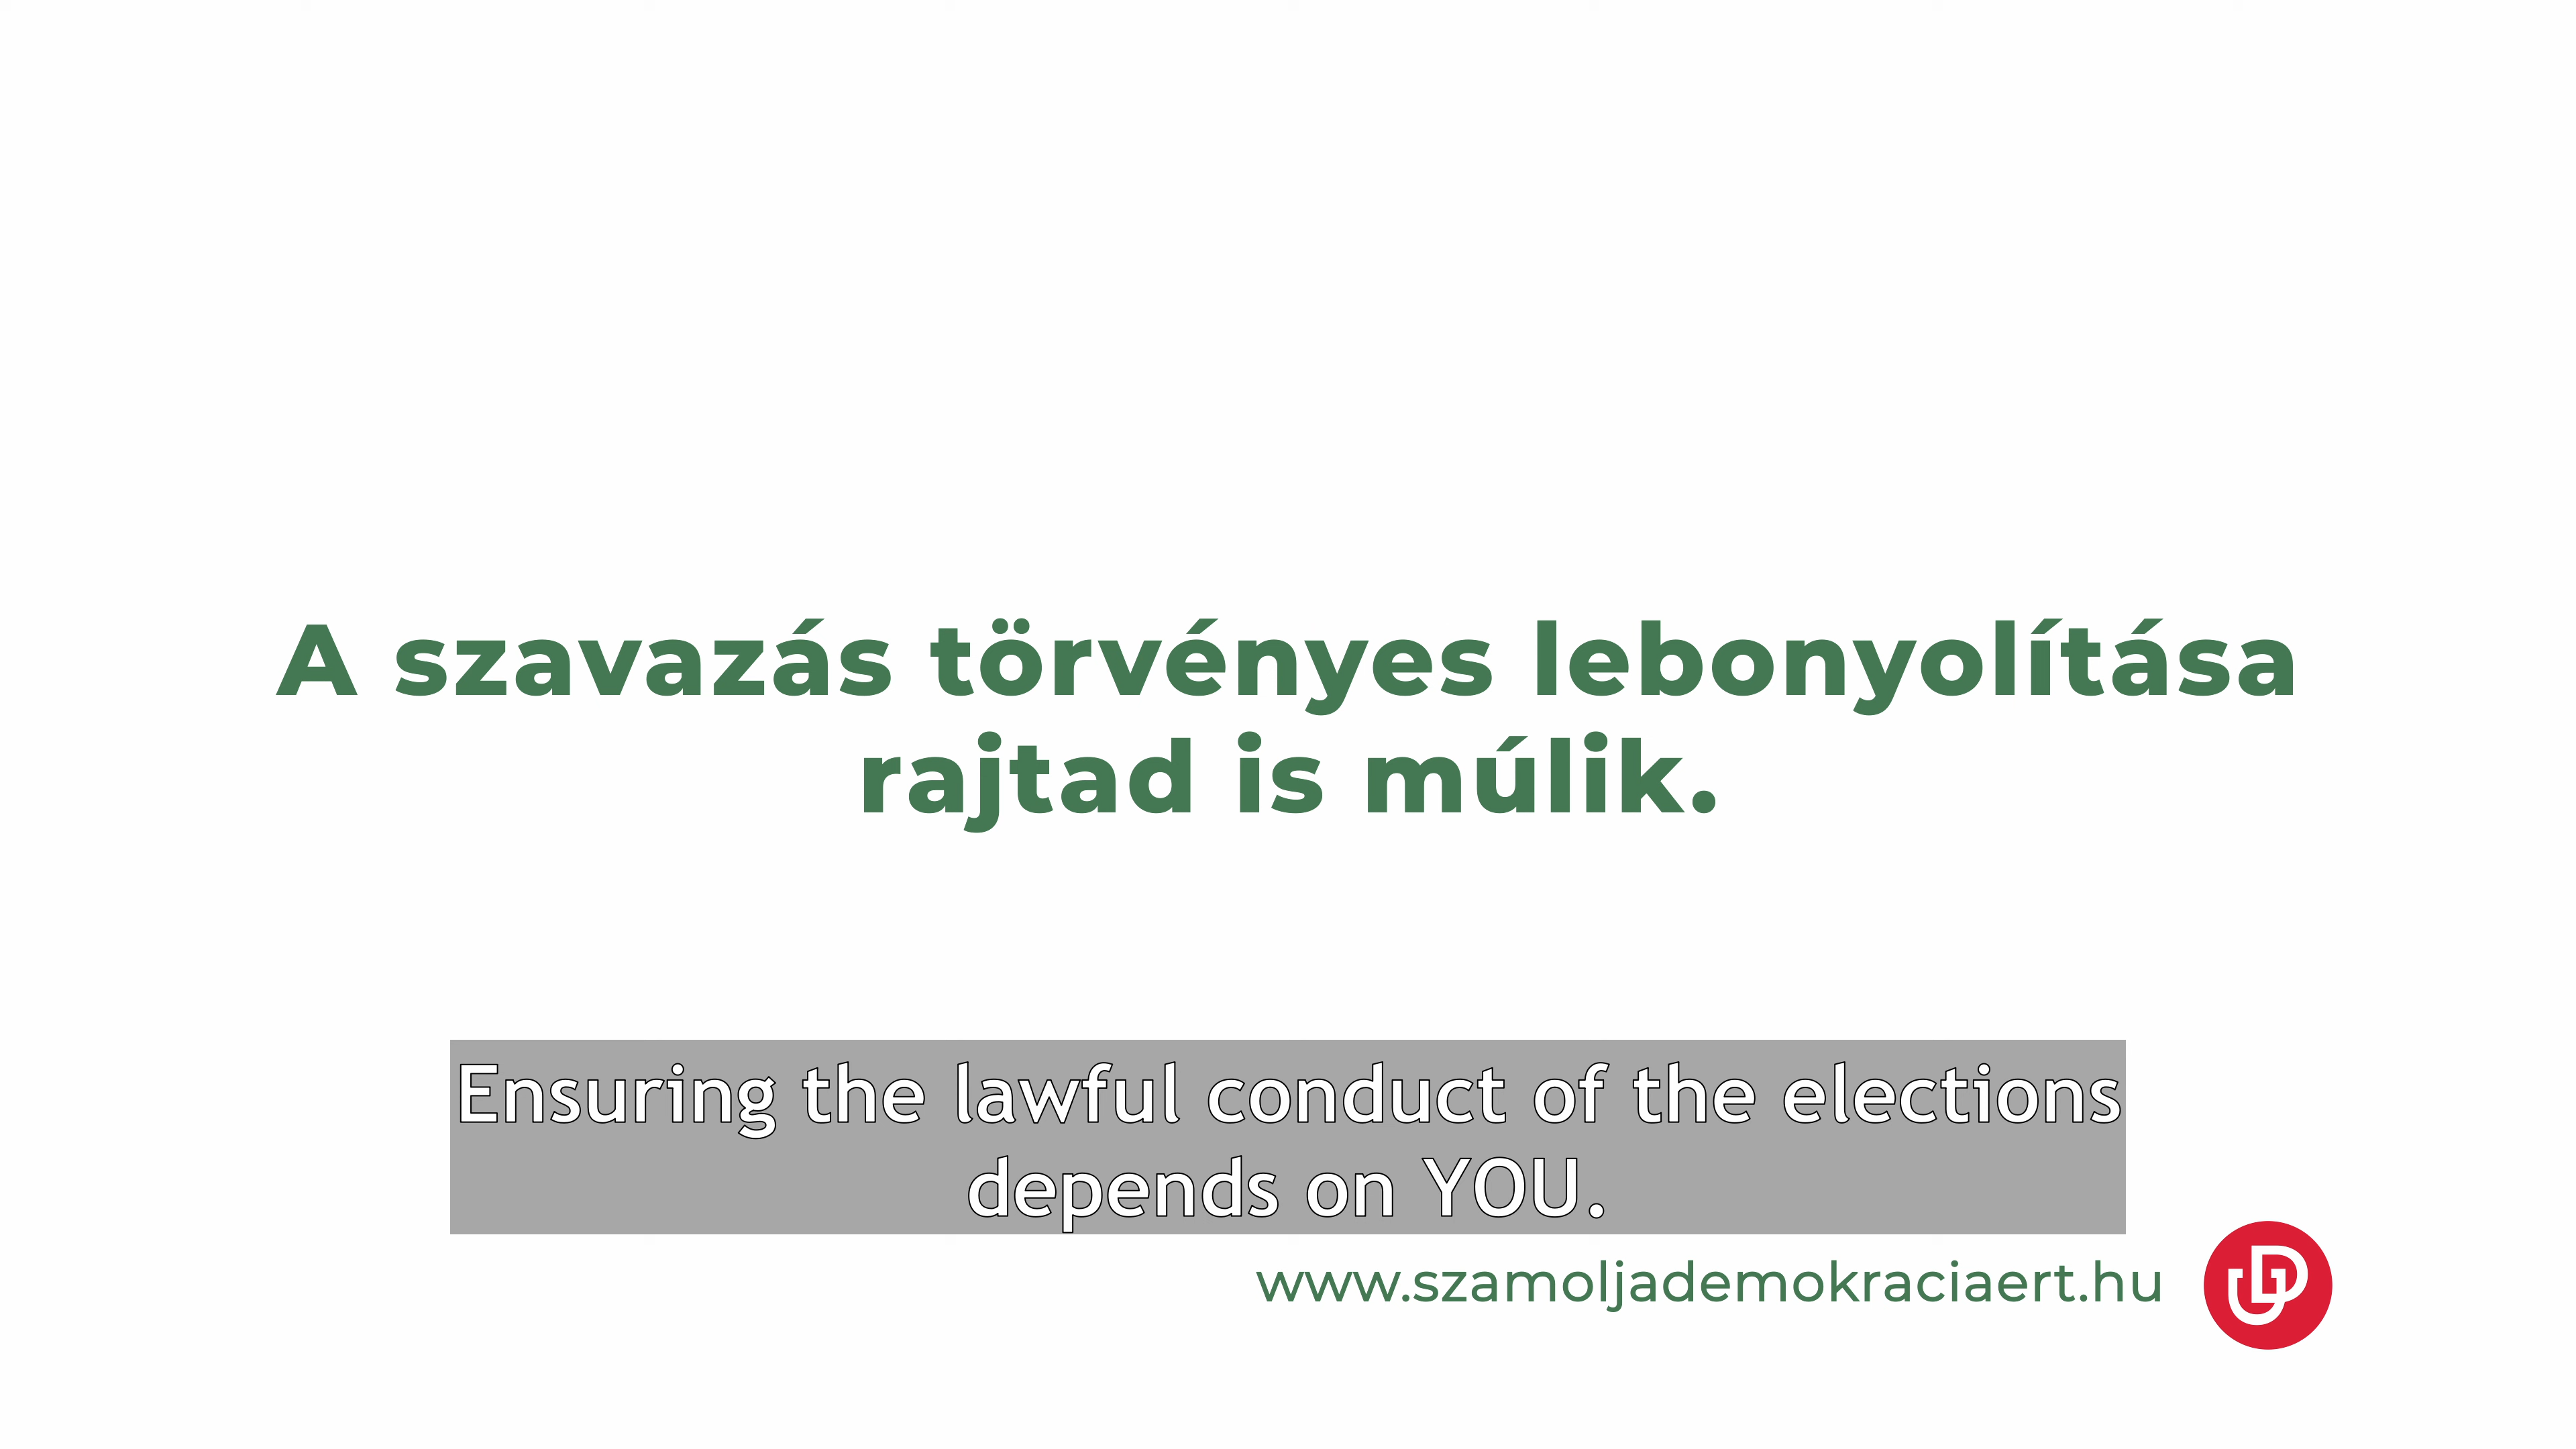 A szavazás törvényes lebonyolítása
rajtad is múlik.
Ensuring the lawful conduct of the elections
depends on YOU.
www.szamoljademokraciaert.hu